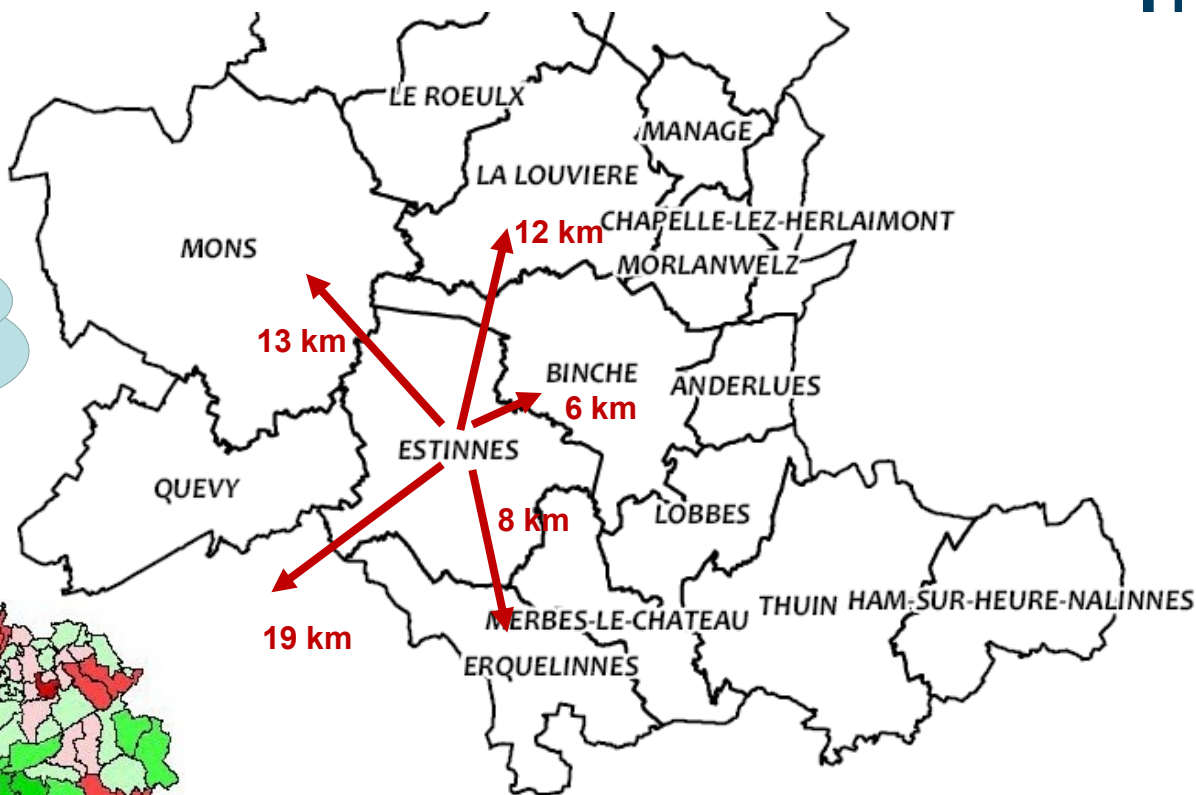 LE ROEULX
MANAGE
LA LOUVIERE
CHAPELLE-LEZ-HERLAIMONT
12 km
MONS
MORLANWELZ
13 km
BINCHE
ANDERLUES
6 km
ESTINNES
QUEVY
8 km
LOBBES
THUIN
HAM-SUR-HEURE-NALINNES
MERBES-LE-CHATEAU
19 km
ERQUELINNES